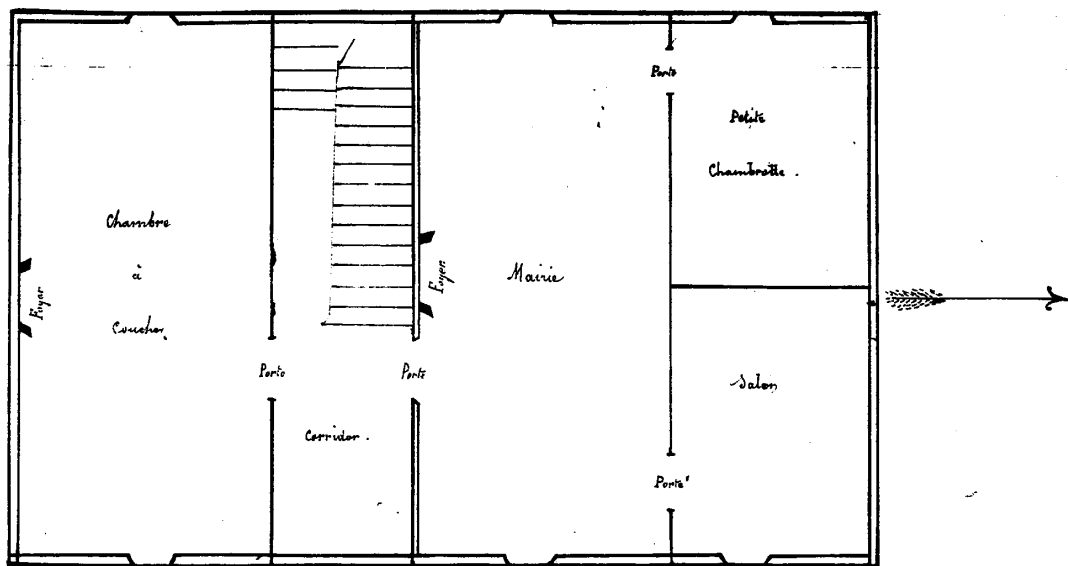 Chambre
à
Coucher
Foyer
Porte
Corridor.
Porte
Foyer
Mairie
Porte
Petite
Chambrette.
Salon
Porte